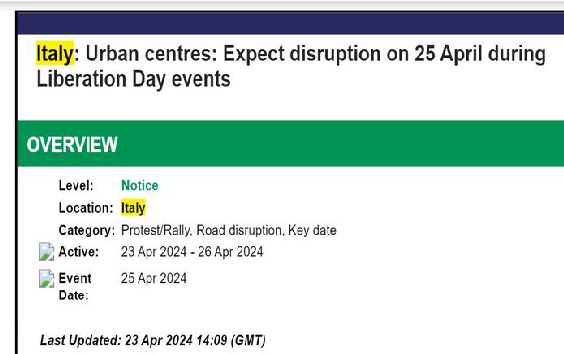 Italy: Urban centres: Expect disruption on 25 April during
Liberation Day events
OVERVIEW
Level: Notice
Location: Italy
Category: Protest/Rally, Road disruption, Key date
Active: 23 Apr 2024 - 26 Apr 2024
Event 25 Apr 2024
Date:
Last Updated: 23 Apr 2024 14:09 (GMT)